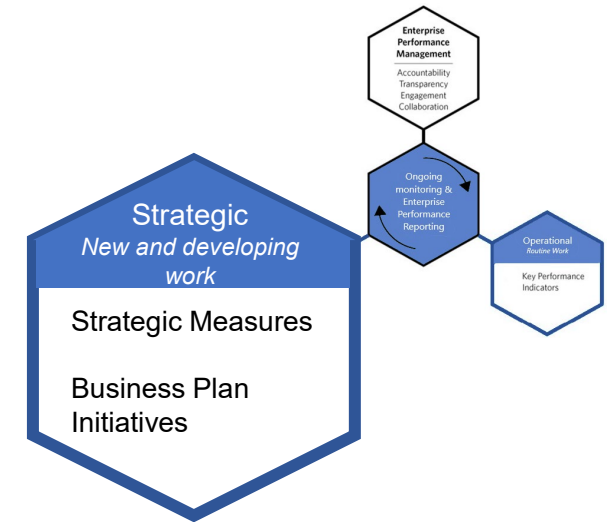 Enterprise
Performance
Management
Accountability
Transparency
Engagement
Collaboration
Ongoing
monitoring &
Enterprise
Performance
Reporting
Strategic
New and developing
work
Strategic Measures
Business Plan
Initiatives
Operational
Routine Work
Key Performance
Indicators